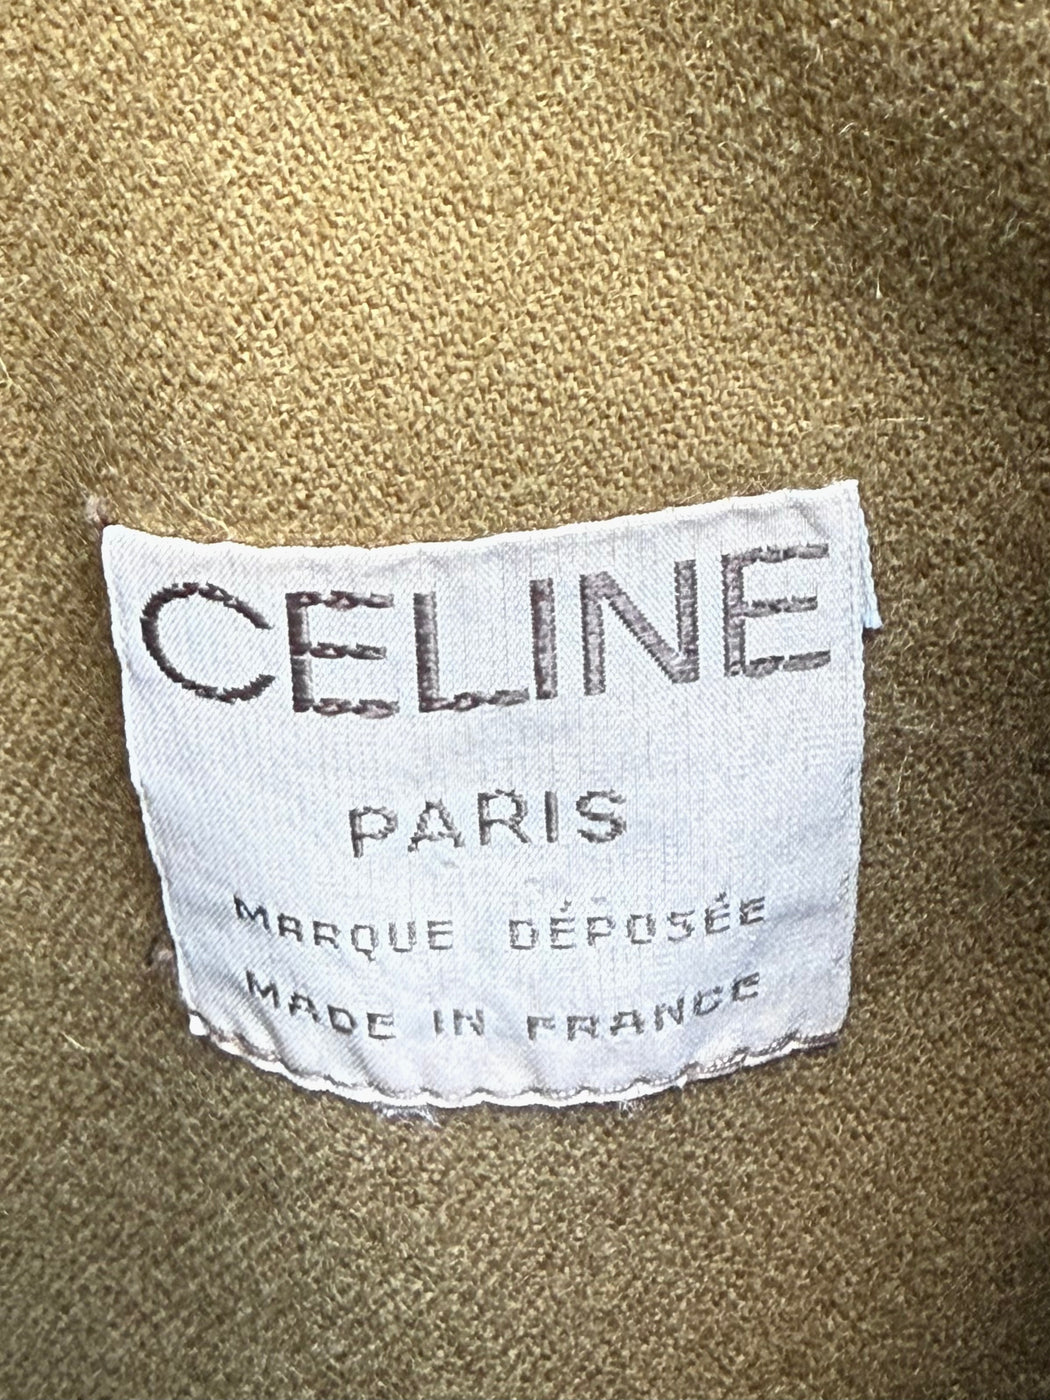 CELINE
PARIS
MARQUE DÉPOSÉE
MADE IN FRANCE